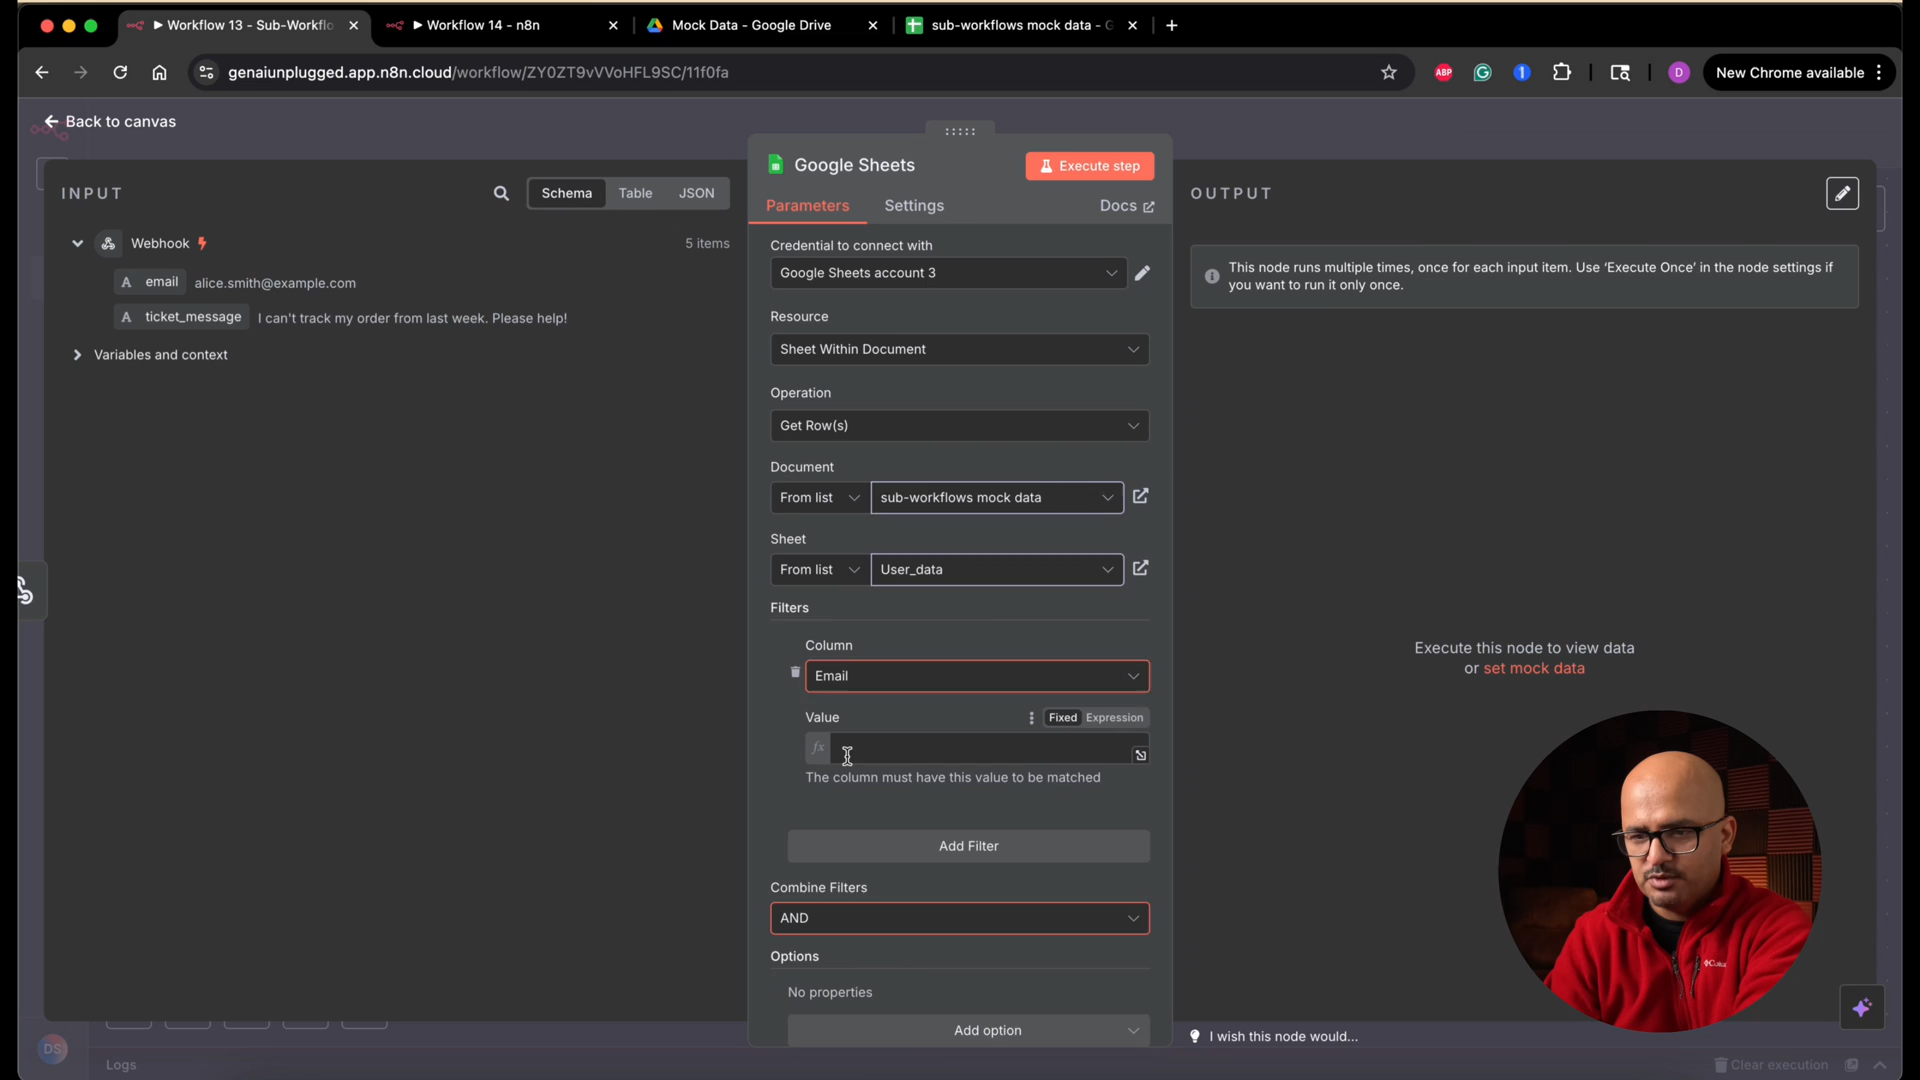 Workflow 13 - Sub-Workflo
Workflow 14 - n8n
Mock Data - Google Drive
sub-workflows mock data - G
genaiunplugged.app.n8n.cloud/workflow/ZY0ZT9vVVoHFL9SC/11f0fa
ABP
D
New Chrome available
Back to canvas
INPUT
Schema
Table
JSON
Webhook
5 items
A email alice.smith@example.com
A ticket_message I can't track my order from last week. Please help!
Variables and context
Google Sheets
Execute step
Parameters
Settings
Docs
Credential to connect with
Google Sheets account 3
Resource
Sheet Within Document
Operation
Get Row(s)
Document
From list
sub-workflows mock data
Sheet
From list
User_data
Filters
Column
Email
Value
Fixed
Expression
fx
The column must have this value to be matched
Add Filter
Combine Filters
AND
Options
No properties
Add option
OUTPUT
This node runs multiple times, once for each input item. Use ‘Execute Once’ in the node settings if
you want to run it only once.
Execute this node to view data
or set mock data
I wish this node would...
DS
Logs
Clear execution